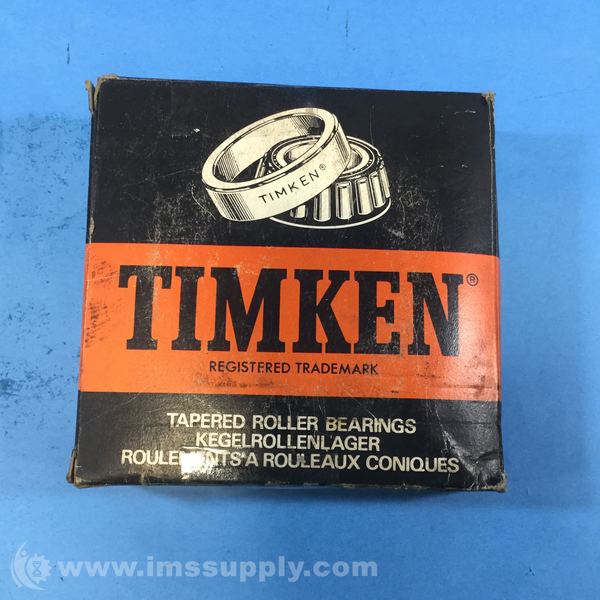 TIMKEN®
TIMKEN®
REGISTERED TRADEMARK
TAPERED ROLLER BEARINGS
KEGELROLLENLAGER
ROULEMENTS A ROULEAUX CONIQUES
www.imssupply.com